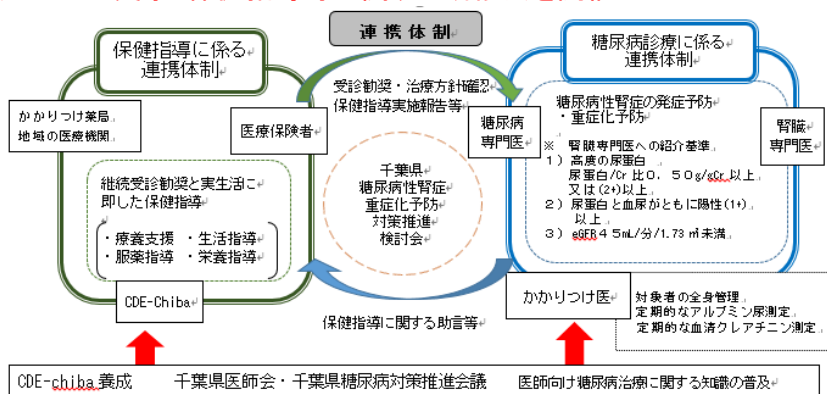 連携体制
保健指導に係る
連携体制
糖尿病診療に係る
連携体制
かかりつけ薬局
地域の医療機関
医療保険者
受診勧奨・治療方針確認
保健指導実施報告等
糖尿病
専門医
糖尿病性腎症の発症予防
・重症化予防
※ 腎臓専門医への紹介基準
1)高度の尿蛋白
尿蛋白/Cr 比0.50g/gCr 以上
又は(2+)以上
2)尿蛋白と血尿がともに陽性(1+)
以上
3)eGFR45mL/分/1.73 ㎡未満
腎臓
専門医
継続受診勧奨と実生活に
即した保健指導
・療養支援 ・生活指導
・服薬指導 ・栄養指導
千葉県
糖尿病性腎症
重症化予防
対策推進
検討会
CDE-Chiba
かかりつけ医
対象者の全身管理
定期的なアルブミン尿測定
定期的な血清クレアチニン測定
保健指導に関する助言等
CDE-chiba 養成 千葉県医師会・千葉県糖尿病対策推進会議 医師向け糖尿病治療に関する知識の普及